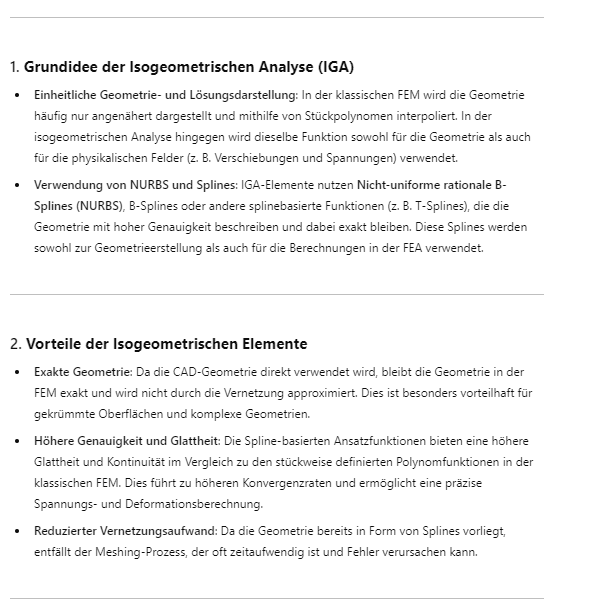 1. Grundidee der Isogeometrischen Analyse (IGA)
• Einheitliche Geometrie- und Lösungsdarstellung: In der klassischen FEM wird die Geometrie
häufig nur angenähert dargestellt und mithilfe von Stückpolynomen interpoliert. In der
isogeometrischen Analyse hingegen wird dieselbe Funktion sowohl für die Geometrie als auch
für die physikalischen Felder (z. B. Verschiebungen und Spannungen) verwendet.
• Verwendung von NURBS und Splines: IGA-Elemente nutzen Nicht-uniforme rationale B-
Splines (NURBS), B-Splines oder andere splinebasierte Funktionen (z. B. T-Splines), die die
Geometrie mit hoher Genauigkeit beschreiben und dabei exakt bleiben. Diese Splines werden
sowohl zur Geometrieerstellung als auch für die Berechnungen in der FEA verwendet.
2. Vorteile der Isogeometrischen Elemente
• Exakte Geometrie: Da die CAD-Geometrie direkt verwendet wird, bleibt die Geometrie in der
FEM exakt und wird nicht durch die Vernetzung approximiert. Dies ist besonders vorteilhaft für
gekrümmte Oberflächen und komplexe Geometrien.
• Höhere Genauigkeit und Glattheit: Die Spline-basierten Ansatzfunktionen bieten eine höhere
Glattheit und Kontinuität im Vergleich zu den stückweise definierten Polynomfunktionen in der
klassischen FEM. Dies führt zu höheren Konvergenzraten und ermöglicht eine präzise
Spannungs- und Deformationsberechnung.
• Reduzierter Vernetzungsaufwand: Da die Geometrie bereits in Form von Splines vorliegt,
entfällt der Meshing-Prozess, der oft zeitaufwendig ist und Fehler verursachen kann.